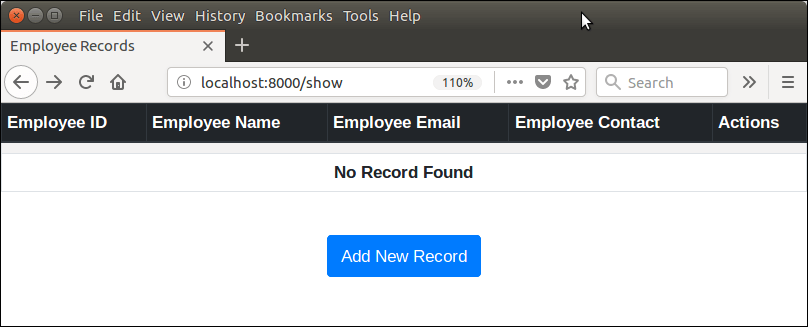 File Edit View History Bookmarks Tools Help
Employee Records
localhost:8000/show 110% Search
Employee ID Employee Name Employee Email Employee Contact Actions
No Record Found
Add New Record